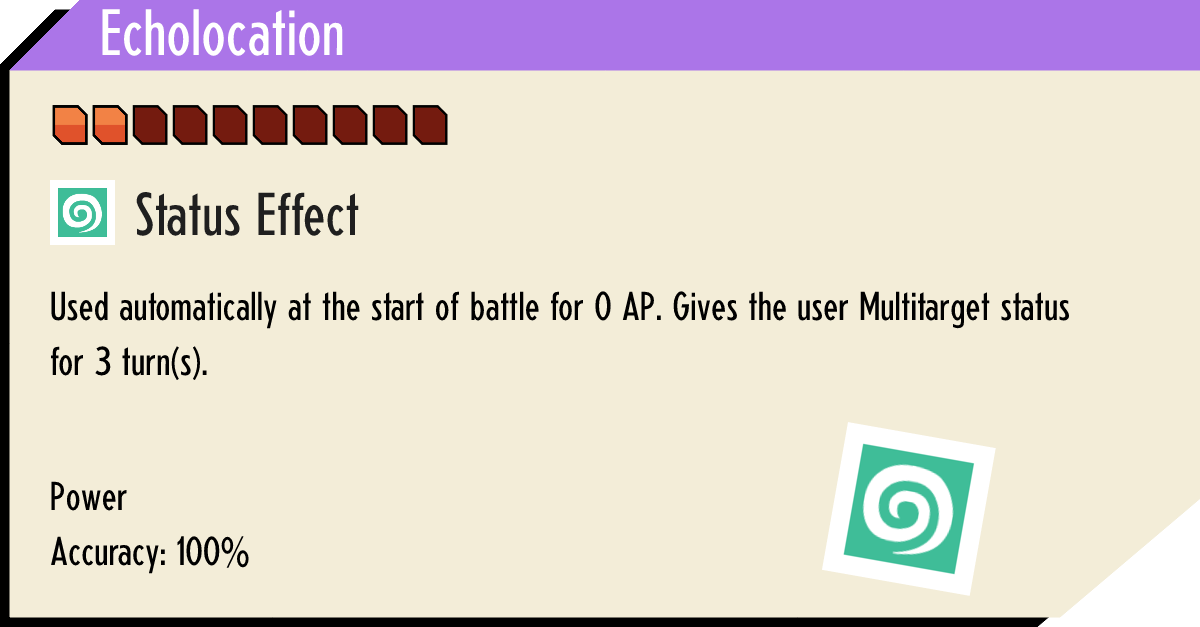 Echolocation
Status Effect
Used automatically at the start of battle for 0 AP. Gives the user Multitarget status
for 3 turn(s).
Power
Accuracy: 100%